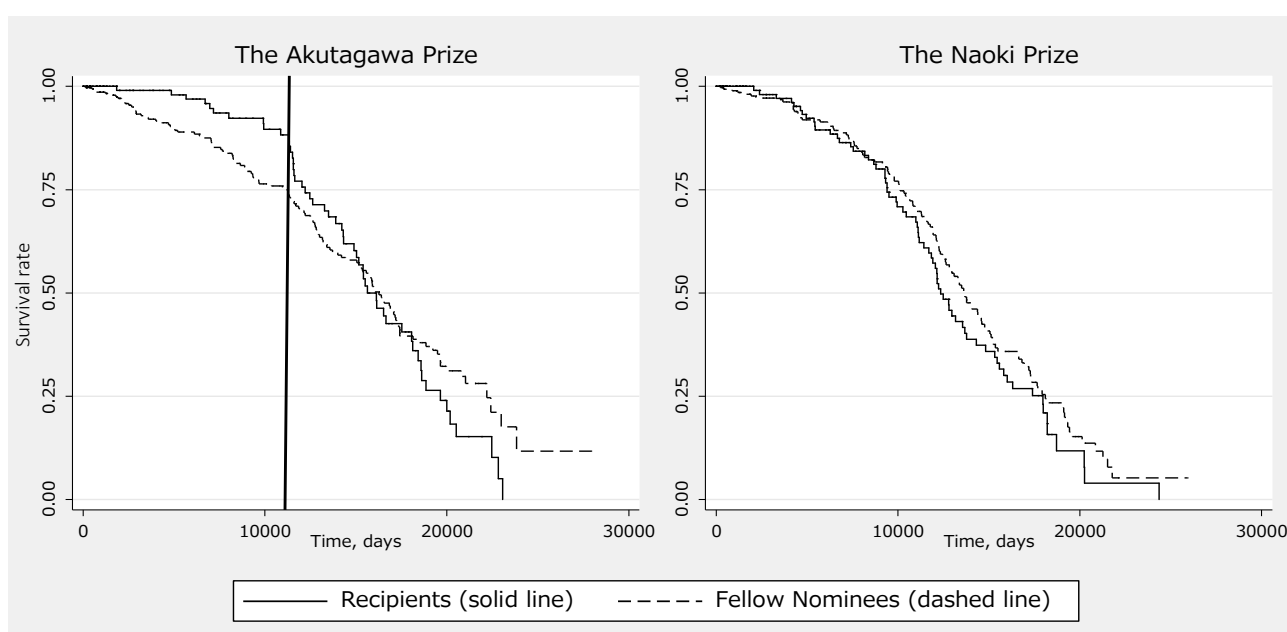 The Akutagawa Prize
The Naoki Prize
Survival rate
1.00
0.75
0.50
0.25
0.00
0
10000
20000
30000
Time, days
1.00
0.75
0.50
0.25
0.00
0
10000
20000
30000
Time, days
Recipients (solid line)
Fellow Nominees (dashed line)